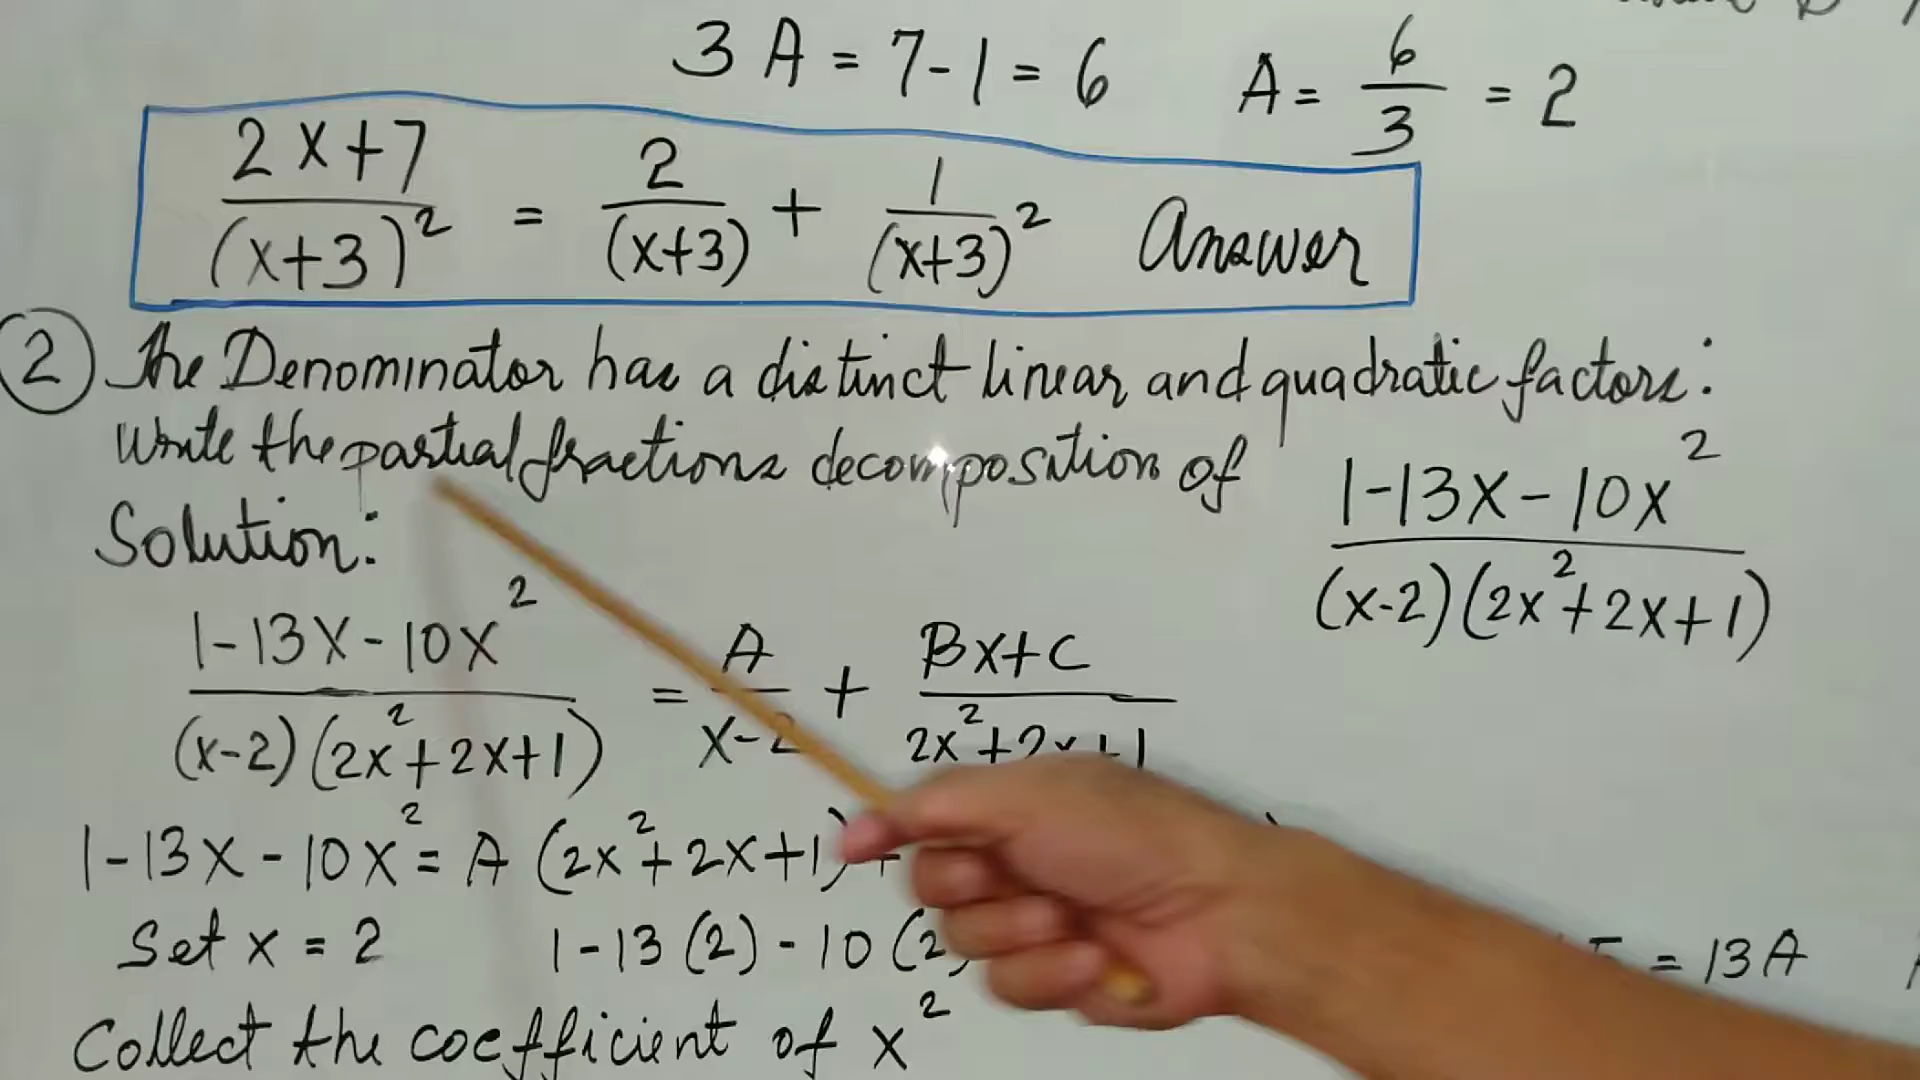 3A = 7-1 = 6    A = 6/3 = 2
(2x+7)/(x+3)² = 2/(x+3) + 1/(x+3)²    Answer
② The Denominator has a distinct linear and quadratic factors:
Write the partial fractions decomposition of (1-13x-10x²)/((x-2)(2x²+2x+1))
Solution:
(1-13x-10x²)/((x-2)(2x²+2x+1)) = A/(x-2) + (Bx+C)/(2x²+2x+1)
1-13x-10x² = A(2x²+2x+1) +
Set x = 2    1-13(2)-10(2    = 13A
Collect the coefficient of x²